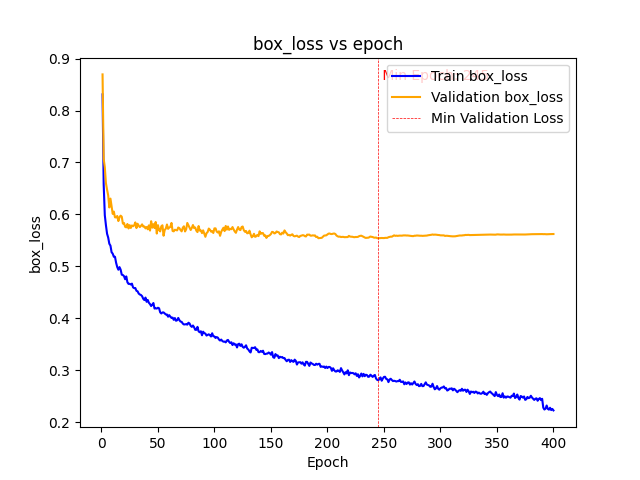 box_loss vs epoch
0.9
0.8
0.7
0.6
0.5
0.4
0.3
0.2
box_loss
Train box_loss
Validation box_loss
Min Validation Loss
0
50
100
150
200
250
300
350
400
Epoch